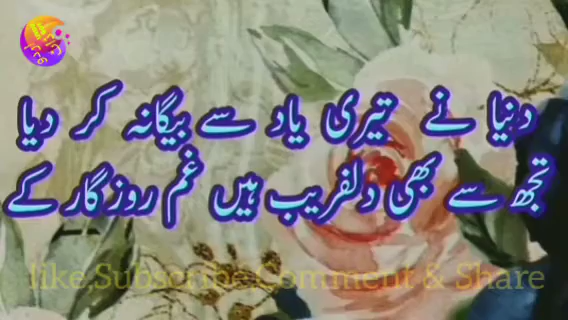 دنیا نے تیری یاد سے بیگانہ کر دیا
تجھ سے بھی دلفریب ہیں غم روزگار کے
like,Subscribe,Comment & Share